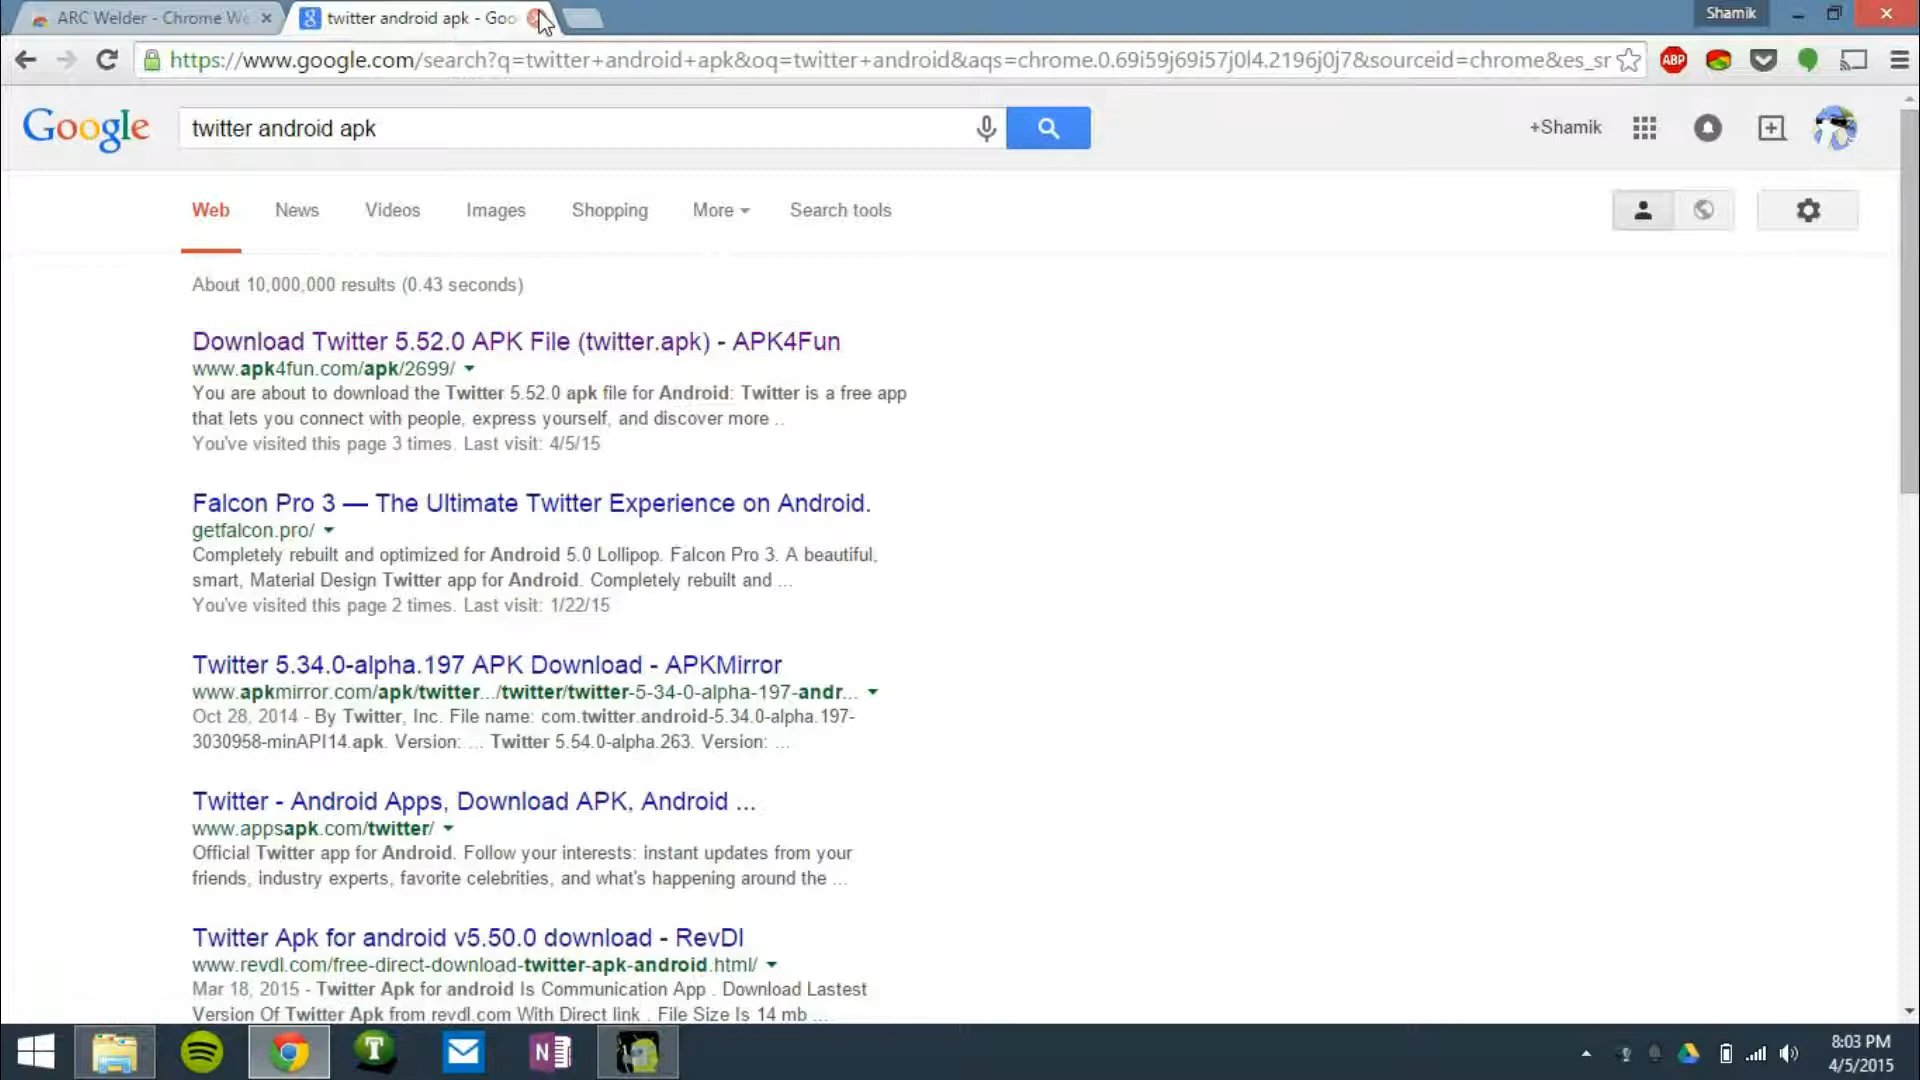 ARC Welder - Chrome We
twitter android apk - Goo
Shamik
https://www.google.com/search?q=twitter+android+apk&oq=twitter+android&aqs=chrome.0.69i59j69i57j0l4.2196j0j7&sourceid=chrome&es_sr
ABP
Google
twitter android apk
+Shamik
Web
News
Videos
Images
Shopping
More
Search tools
About 10,000,000 results (0.43 seconds)
Download Twitter 5.52.0 APK File (twitter.apk) - APK4Fun
www.apk4fun.com/apk/2699/
You are about to download the Twitter 5.52.0 apk file for Android: Twitter is a free app
that lets you connect with people, express yourself, and discover more ..
You've visited this page 3 times. Last visit: 4/5/15
Falcon Pro 3 — The Ultimate Twitter Experience on Android.
getfalcon.pro/
Completely rebuilt and optimized for Android 5.0 Lollipop. Falcon Pro 3. A beautiful,
smart, Material Design Twitter app for Android. Completely rebuilt and ...
You've visited this page 2 times. Last visit: 1/22/15
Twitter 5.34.0-alpha.197 APK Download - APKMirror
www.apkmirror.com/apk/twitter.../twitter/twitter-5-34-0-alpha-197-andr...
Oct 28, 2014 - By Twitter, Inc. File name: com.twitter.android-5.34.0-alpha.197-
3030958-minAPI14.apk. Version: ... Twitter 5.54.0-alpha.263. Version: ...
Twitter - Android Apps, Download APK, Android ...
www.appsapk.com/twitter/
Official Twitter app for Android. Follow your interests: instant updates from your
friends, industry experts, favorite celebrities, and what's happening around the ...
Twitter Apk for android v5.50.0 download - RevDl
www.revdl.com/free-direct-download-twitter-apk-android.html/
Mar 18, 2015 - Twitter Apk for android Is Communication App . Download Lastest
Version Of Twitter Apk from revdl.com With Direct link . File Size Is 14 mb ...
8:03 PM
4/5/2015